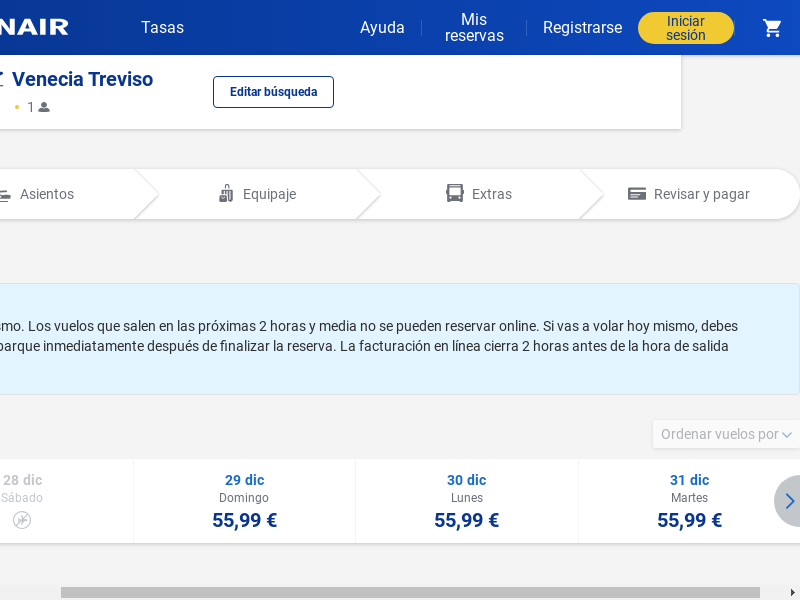 NAIR
Tasas
Ayuda
Mis
reservas
Registrarse
Iniciar
sesión
Venecia Treviso
1
Editar búsqueda
Asientos
Equipaje
Extras
Revisar y pagar
smo. Los vuelos que salen en las próximas 2 horas y media no se pueden reservar online. Si vas a volar hoy mismo, debes
barque inmediatamente después de finalizar la reserva. La facturación en línea cierra 2 horas antes de la hora de salida
Ordenar vuelos por
28 dic
Sábado
29 dic
Domingo
55,99 €
30 dic
Lunes
55,99 €
31 dic
Martes
55,99 €